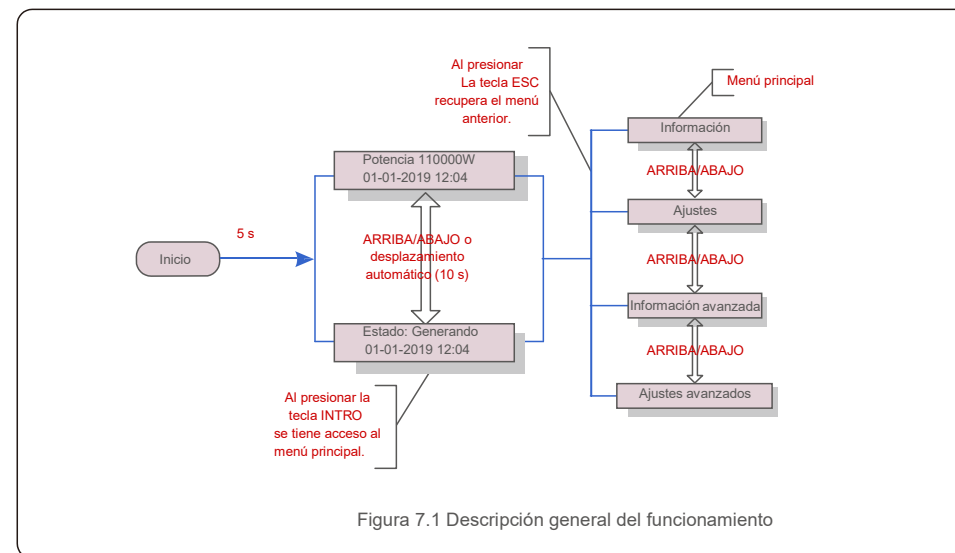 Al presionar
La tecla ESC
recupera el menú
anterior.
Menú principal
Información
Potencia 110000W
01-01-2019 12:04
ARRIBA/ABAJO
Ajustes
5 s
Inicio
ARRIBA/ABAJO o
desplazamiento
automático (10 s)
ARRIBA/ABAJO
Información avanzada
Estado: Generando
01-01-2019 12:04
ARRIBA/ABAJO
Ajustes avanzados
Al presionar la
tecla INTRO
se tiene acceso al
menú principal.
Figura 7.1 Descripción general del funcionamiento